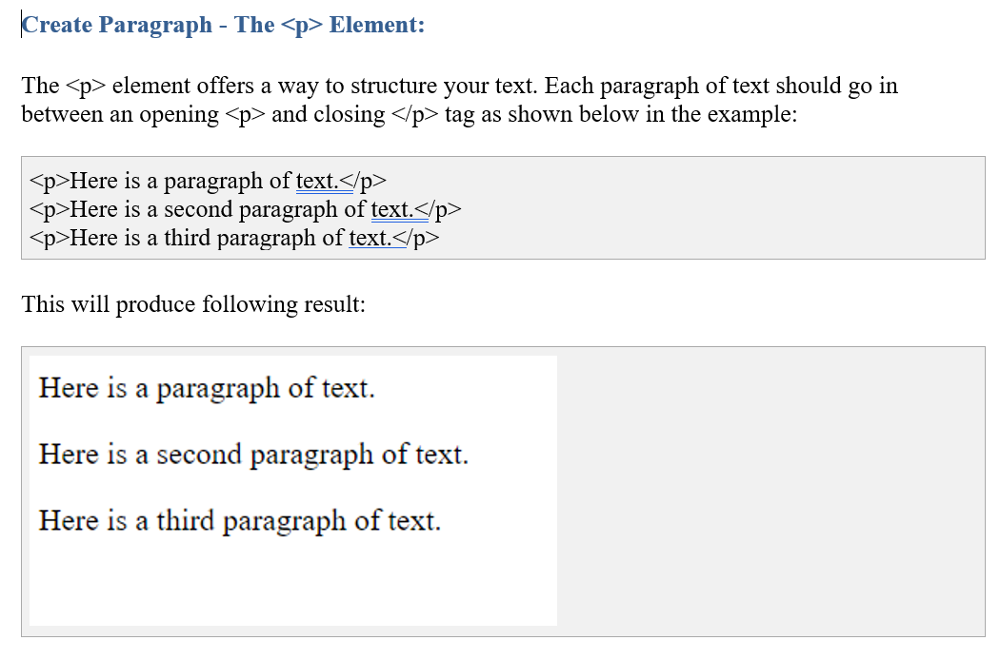 Create Paragraph - The <p> Element:
The <p> element offers a way to structure your text. Each paragraph of text should go in
between an opening <p> and closing </p> tag as shown below in the example:
<p>Here is a paragraph of text.</p>
<p>Here is a second paragraph of text.</p>
<p>Here is a third paragraph of text.</p>
This will produce following result:
Here is a paragraph of text.
Here is a second paragraph of text.
Here is a third paragraph of text.